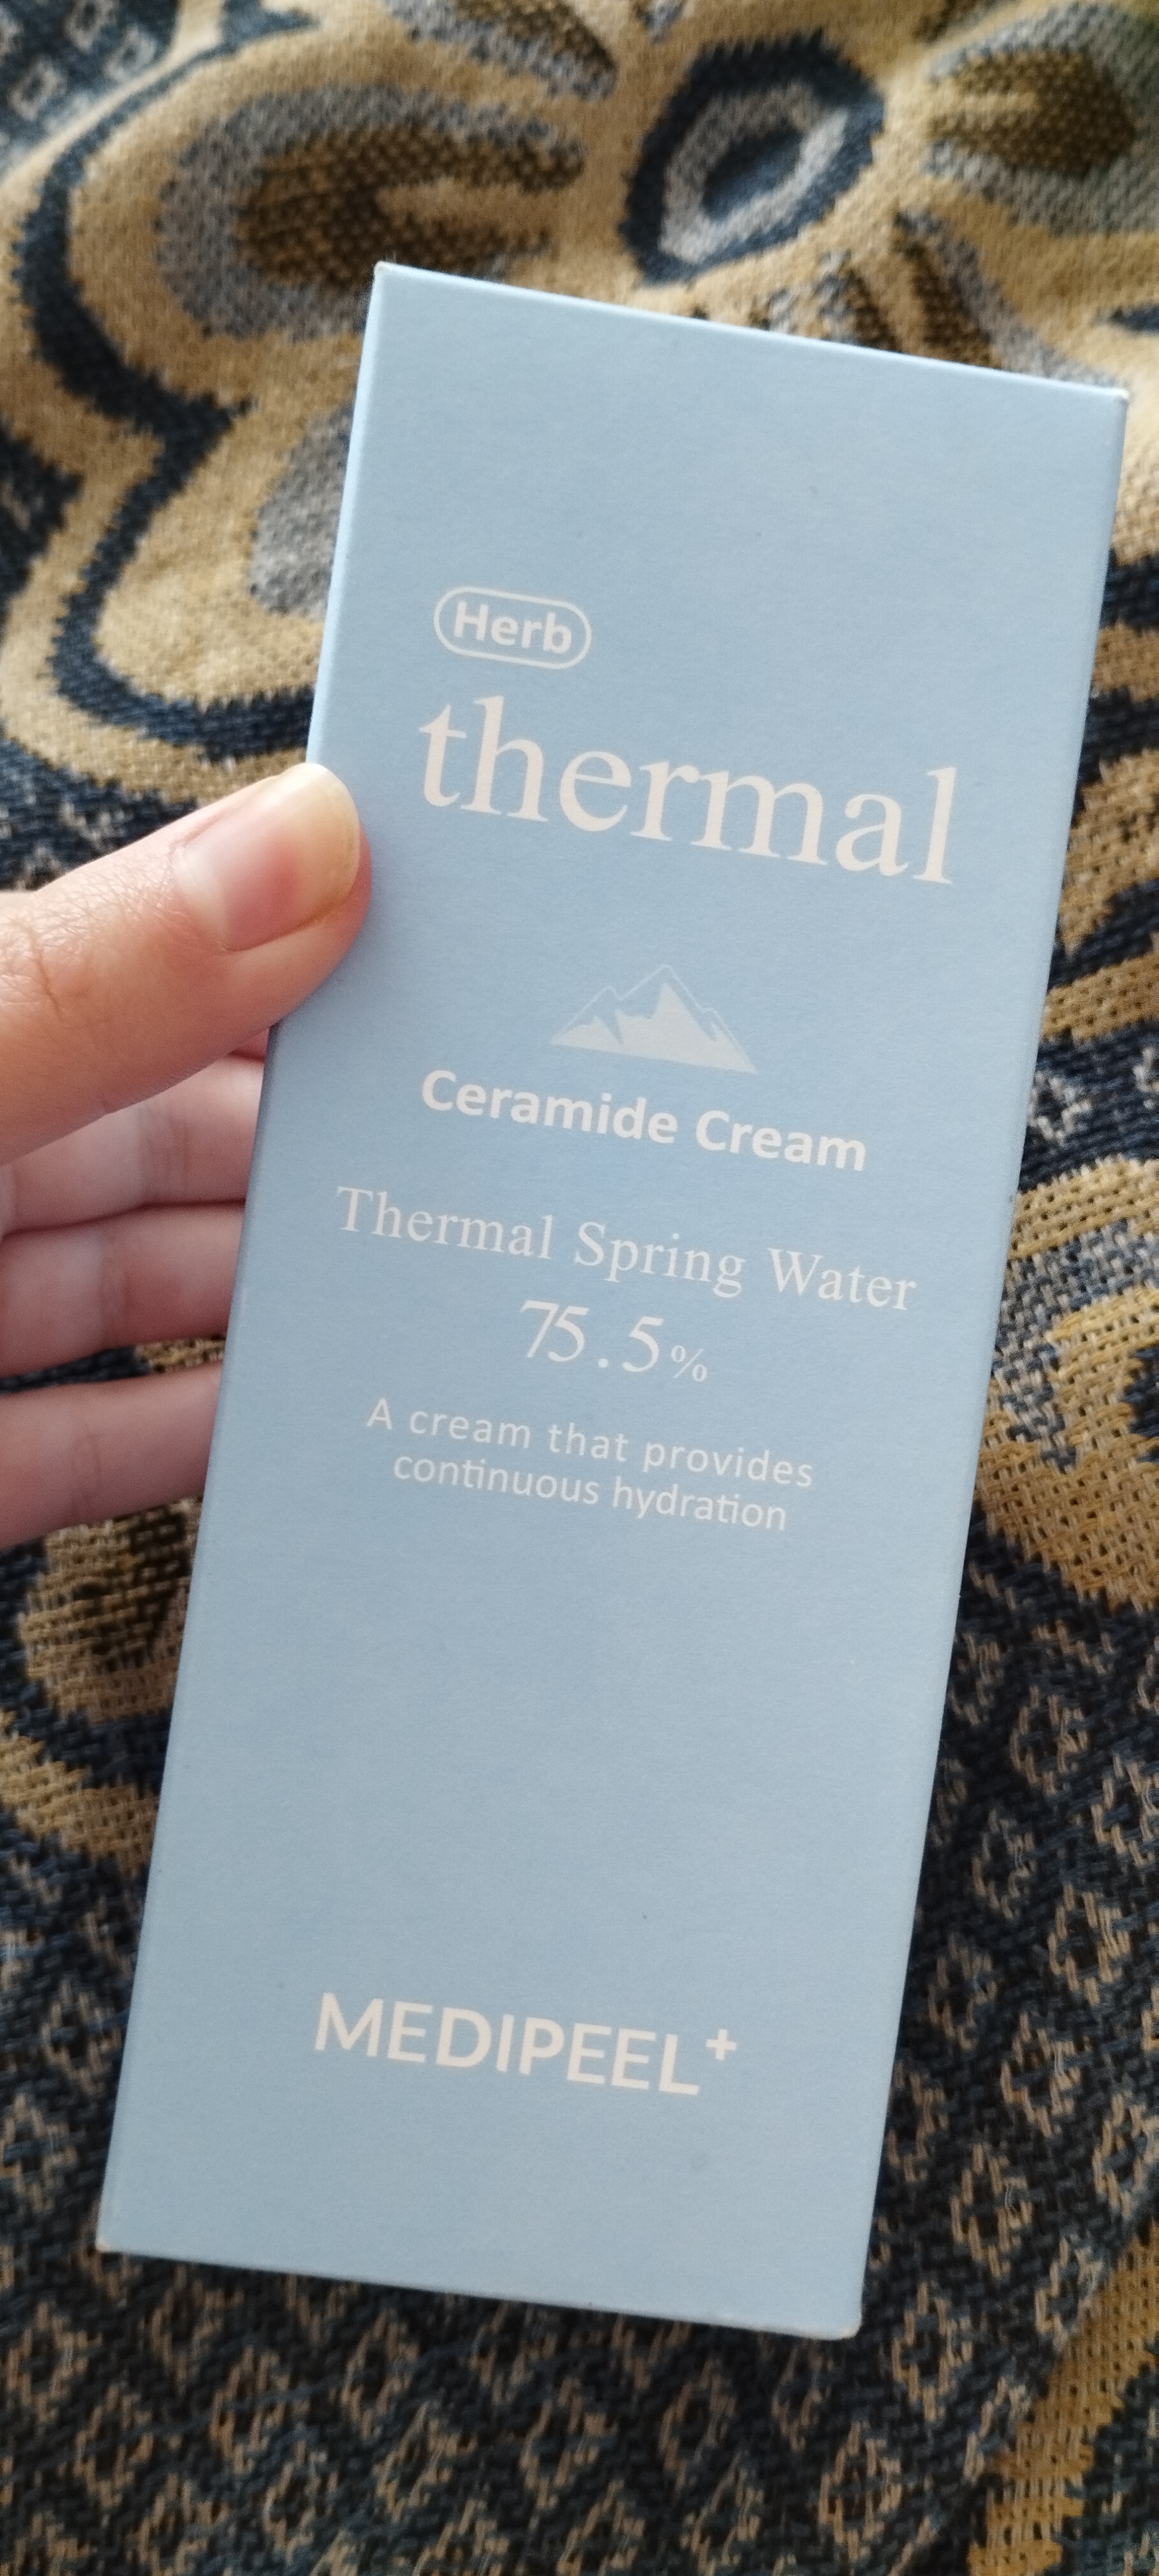 Herb
thermal
Ceramide Cream
Thermal Spring Water
75.5%
A cream that provides
continuous hydration
MEDIPEEL+